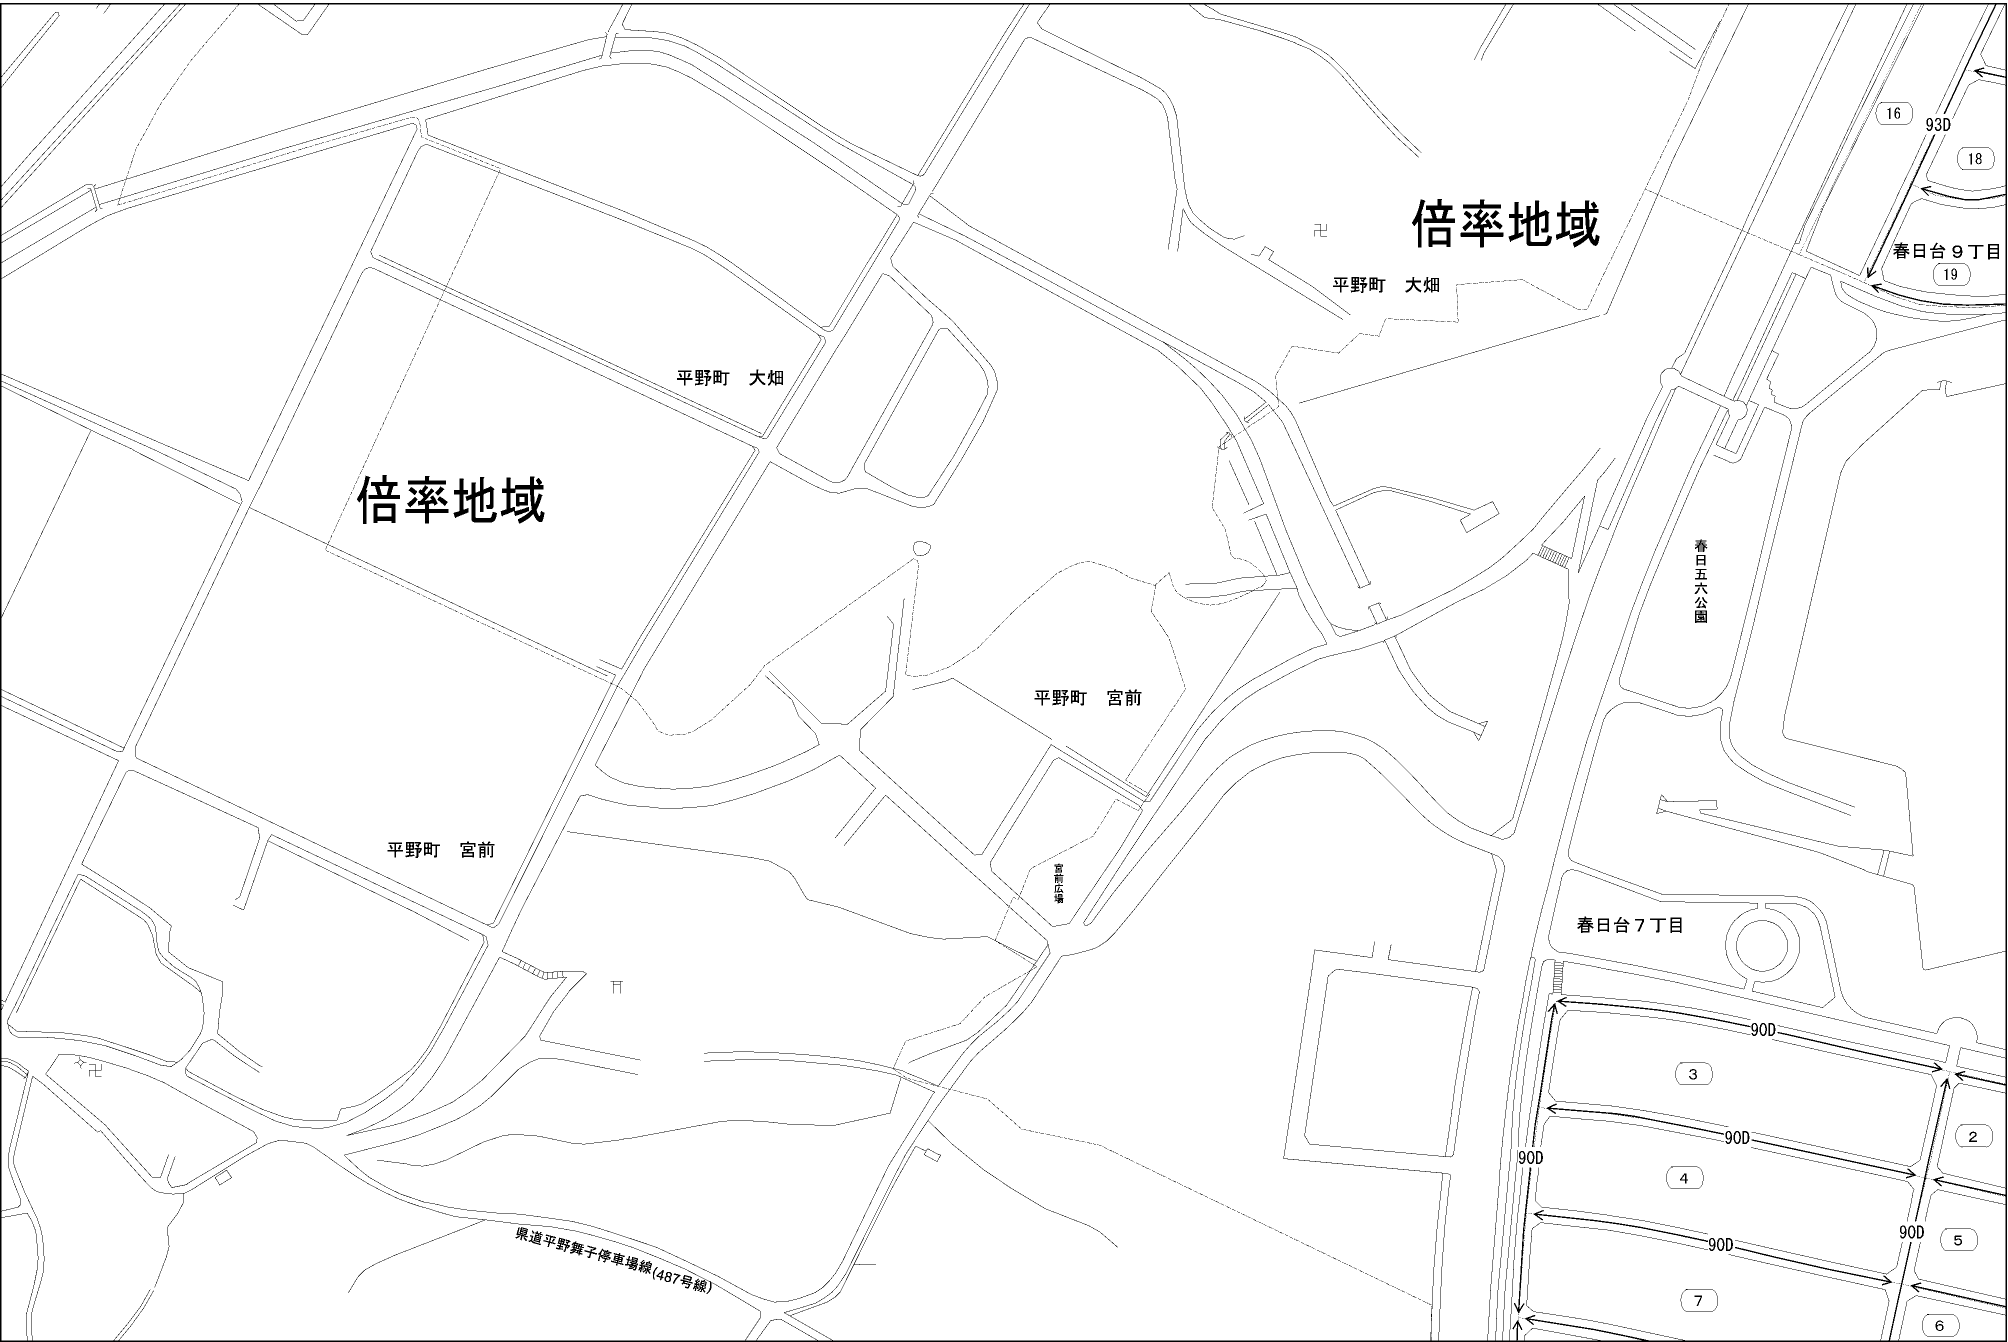 16
93D
18
倍率地域
卍
春日台９丁目
平野町　大畑
19
平野町　大畑
倍率地域
春日五六公園
平野町　宮前
平野町　宮前
宮前広場
春日台７丁目
90D
卍
3
2
90D
90D
4
90D
5
県道平野舞子停車場線(487号線)
90D
7
6